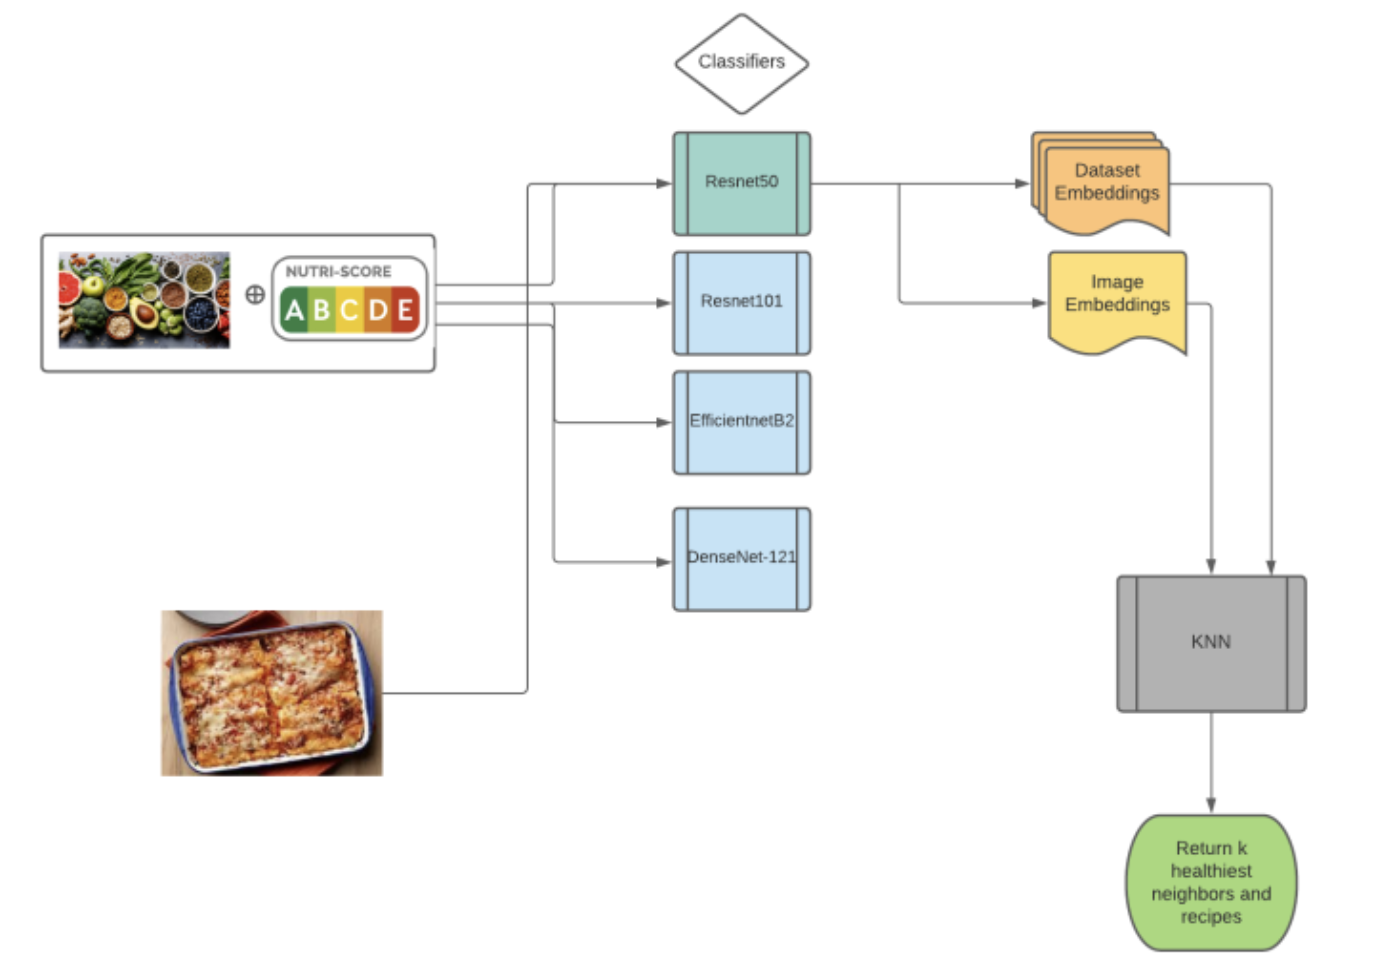 Classifiers
Resnet50
Dataset
Embeddings
NUTRI-SCORE
A B C D E
Resnet101
Image
Embeddings
EfficientnetB2
DenseNet-121
KNN
Return k
healthiest
neighbors and
recipes